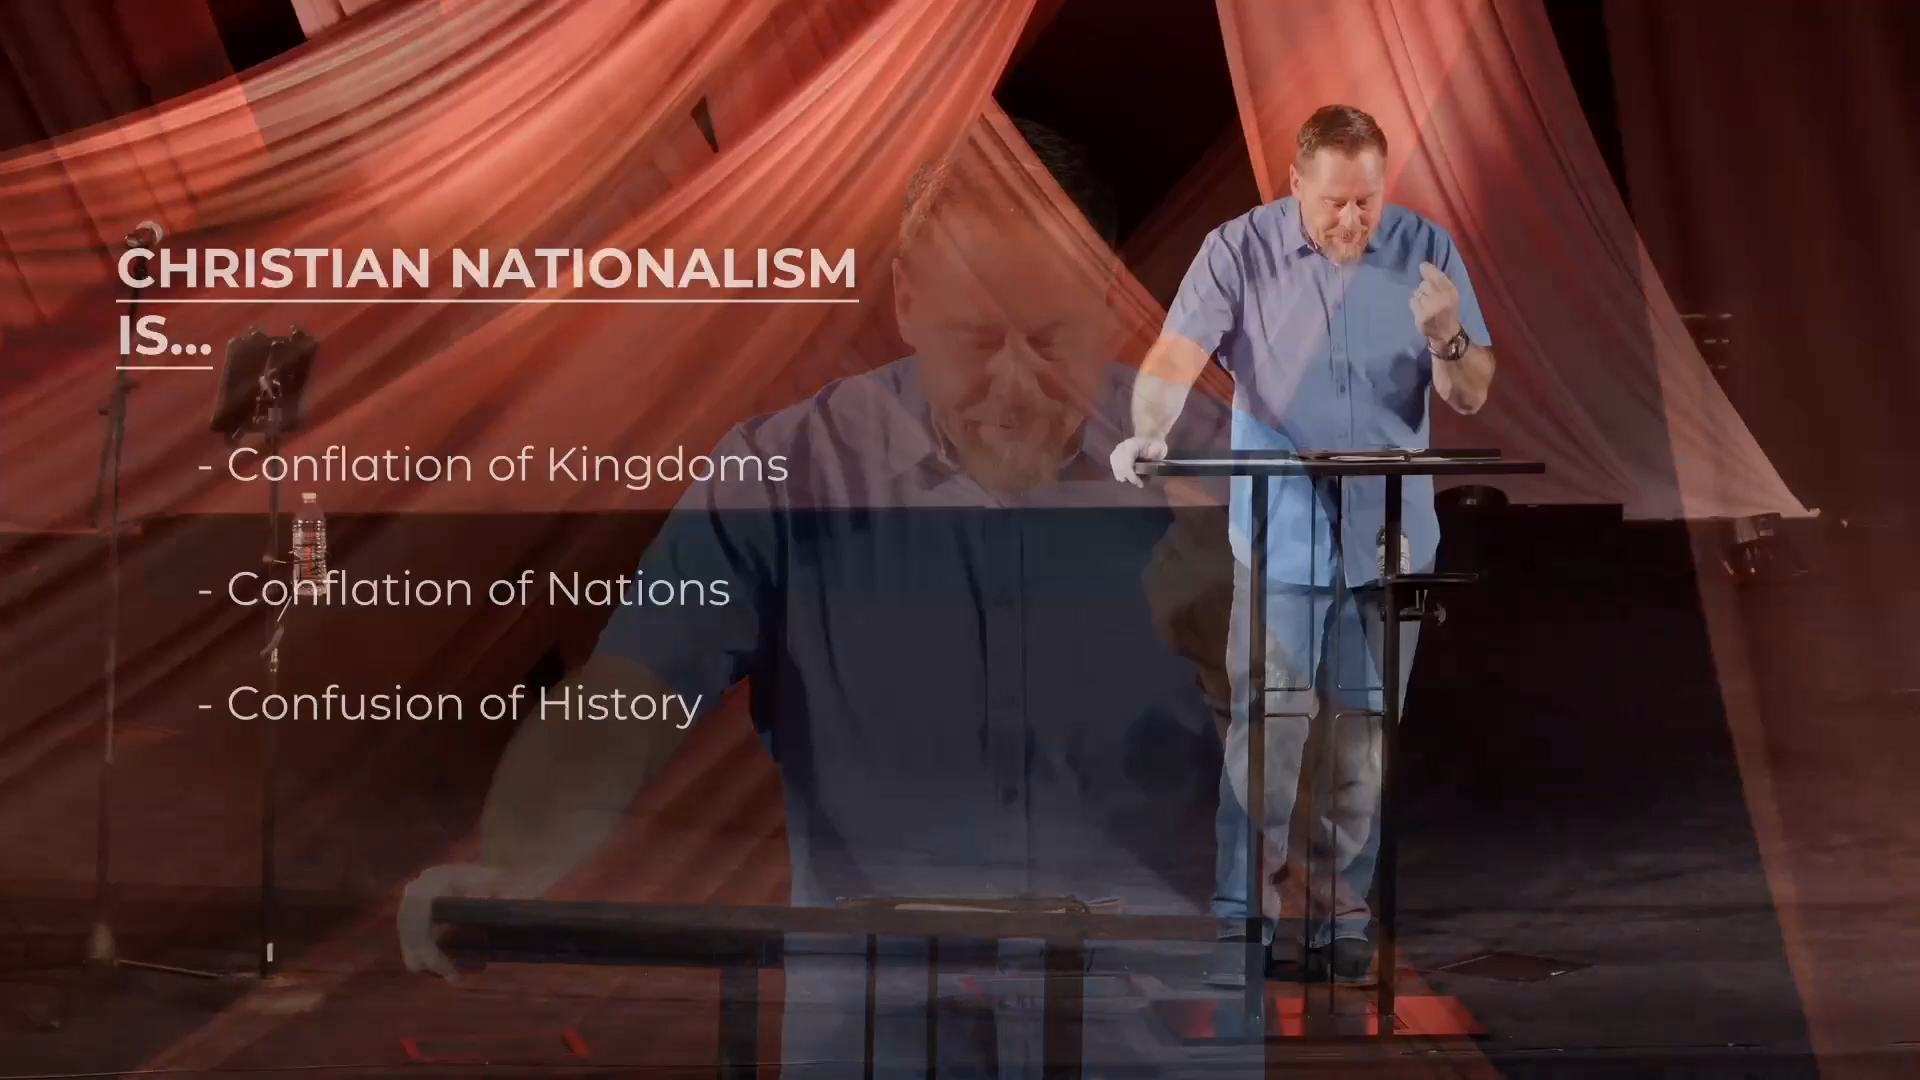 CHRISTIAN NATIONALISM
IS...
- Conflation of Kingdoms
- Conflation of Nations
- Confusion of History